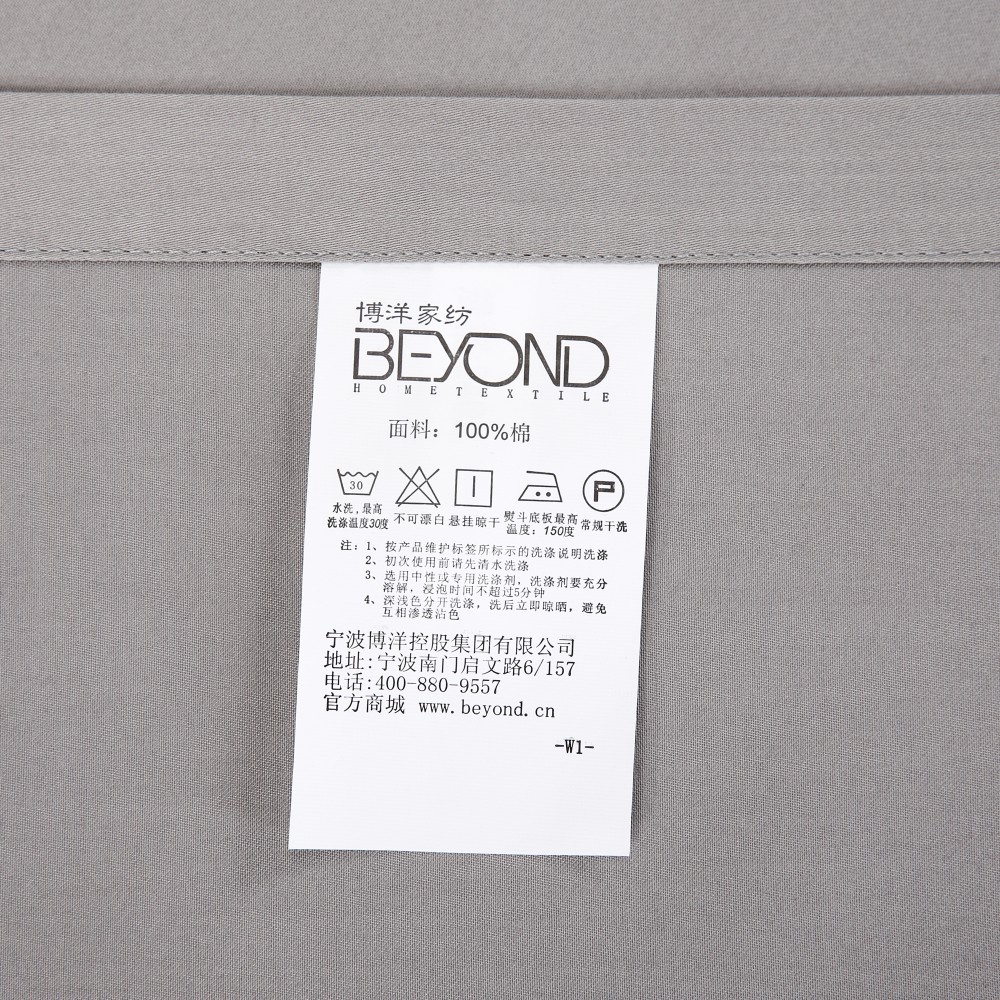 博洋家纺
BEYOND
HOMETEXTILE
面料：100%棉
30
P
水洗，最高
洗涤温度30度
不可漂白
悬挂晾干
熨斗底板最高
温度：150度
常规干洗
注：1、按产品维护标签所标示的洗涤说明洗涤
2、初次使用前请先清水洗涤
3、选用中性或专用洗涤剂，洗涤剂要充分
溶解，浸泡时间不超过5分钟
4、深浅色分开洗涤，洗后立即晾晒，避免
互相渗透沾色
宁波博洋控股集团有限公司
地址：宁波南门启文路6/157
电话：400-880-9557
官方商城 www.beyond.cn
-W1-